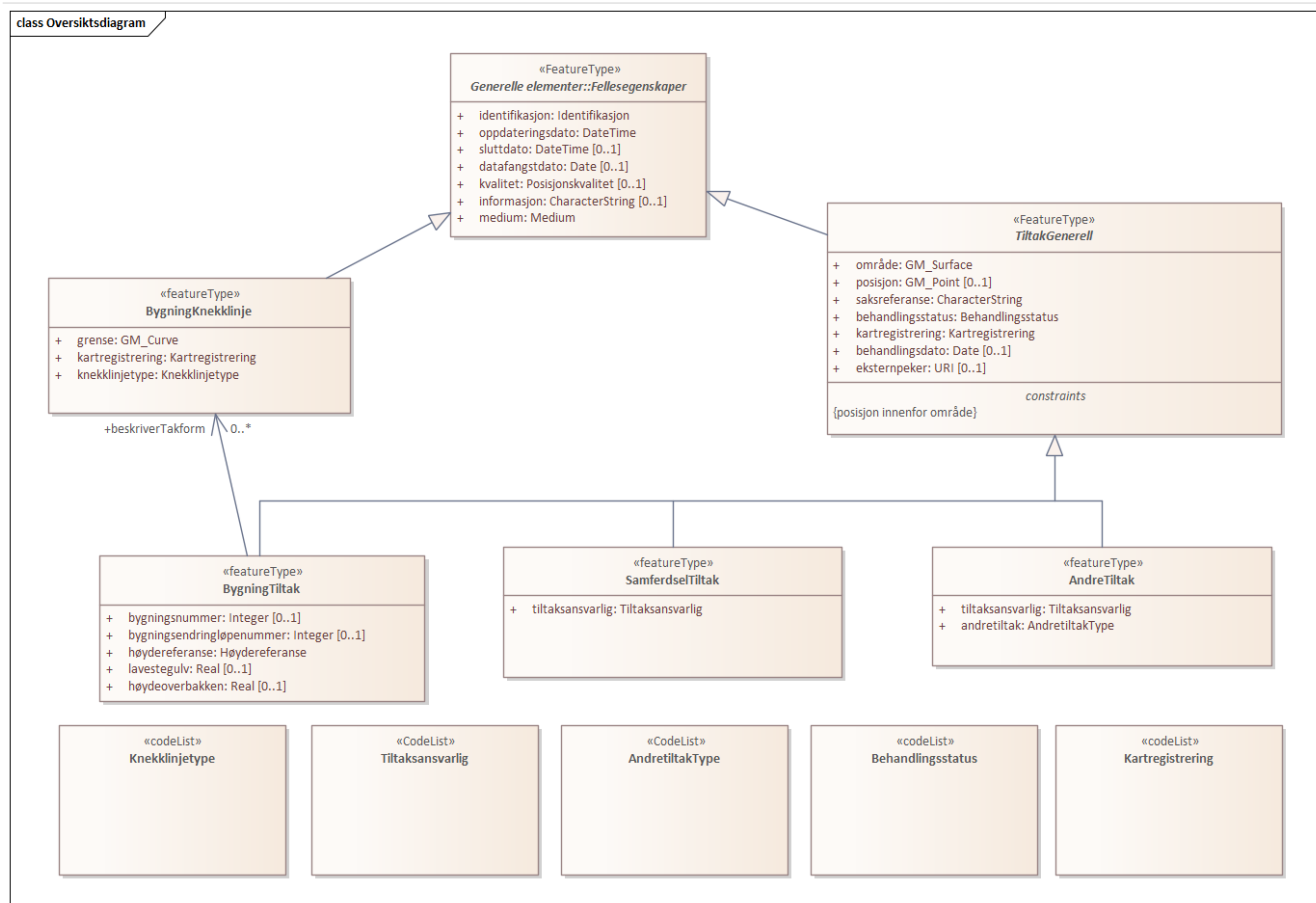 class Oversiktsdiagram
«FeatureType»
Generelle elementer::Fellesegenskaper
+ identifikasjon: Identifikasjon
+ oppdateringsdato: DateTime
+ sluttdato: DateTime [0..1]
+ datafangstdato: Date [0..1]
+ kvalitet: Posisjonskvalitet [0..1]
+ informasjon: CharacterString [0..1]
+ medium: Medium
«FeatureType»
TiltakGenerell
+ område: GM_Surface
+ posisjon: GM_Point [0..1]
+ saksreferanse: CharacterString
+ behandlingsstatus: Behandlingsstatus
+ kartregistrering: Kartregistrering
+ behandlingsdato: Date [0..1]
+ eksternpeker: URI [0..1]
constraints
{posisjon innenfor område}
«featureType»
BygningKnekklinje
+ grense: GM_Curve
+ kartregistrering: Kartregistrering
+ knekklinjetype: Knekklinjetype
+beskriverTakform 0..*
«featureType»
BygningTiltak
+ bygningsnummer: Integer [0..1]
+ bygningsendringløpenummer: Integer [0..1]
+ høydereferanse: Høydereferanse
+ lavestegulv: Real [0..1]
+ høydeoverbakken: Real [0..1]
«featureType»
SamferdselTiltak
+ tiltaksansvarlig: Tiltaksansvarlig
«featureType»
AndreTiltak
+ tiltaksansvarlig: Tiltaksansvarlig
+ andretiltak: AndretiltakType
«codeList»
Knekklinjetype
«CodeList»
Tiltaksansvarlig
«CodeList»
AndretiltakType
«codeList»
Behandlingsstatus
«codeList»
Kartregistrering